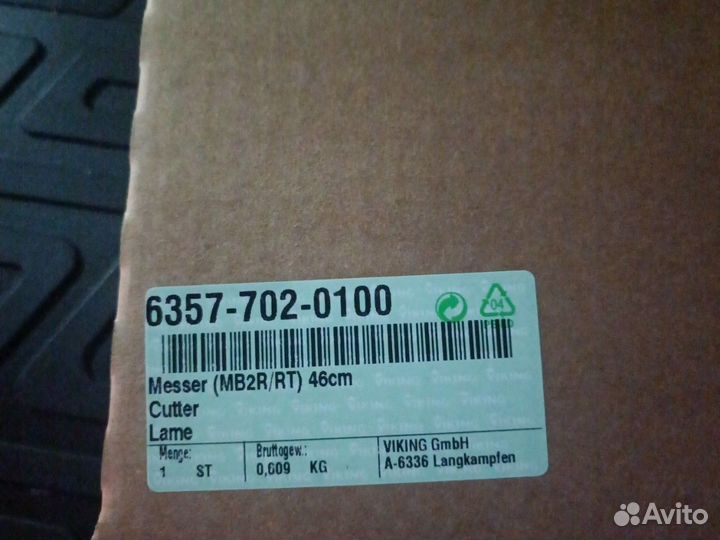 6357-702-0100
04
Messer (MB2R/RT) 46cm
Cutter
Lame
Menge:
1 ST
Bruttogew.:
0,609 KG
VIKING GmbH
A-6336 Langkampfen
Avito